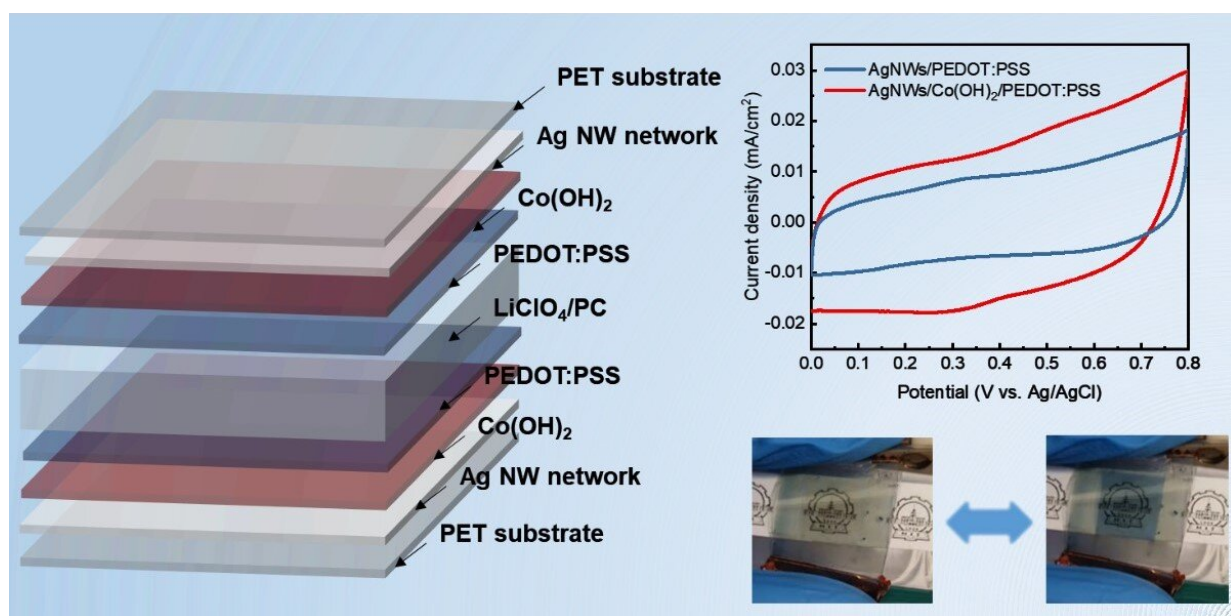 PET substrate
Ag NW network
Co(OH)₂
PEDOT:PSS
LiClO₄/PC
PEDOT:PSS
Co(OH)₂
Ag NW network
PET substrate
AgNWs/PEDOT:PSS
AgNWs/Co(OH)₂/PEDOT:PSS
Current density (mA/cm²)
0.03
0.02
0.01
0.00
-0.01
-0.02
0.0 0.1 0.2 0.3 0.4 0.5 0.6 0.7 0.8
Potential (V vs. Ag/AgCl)